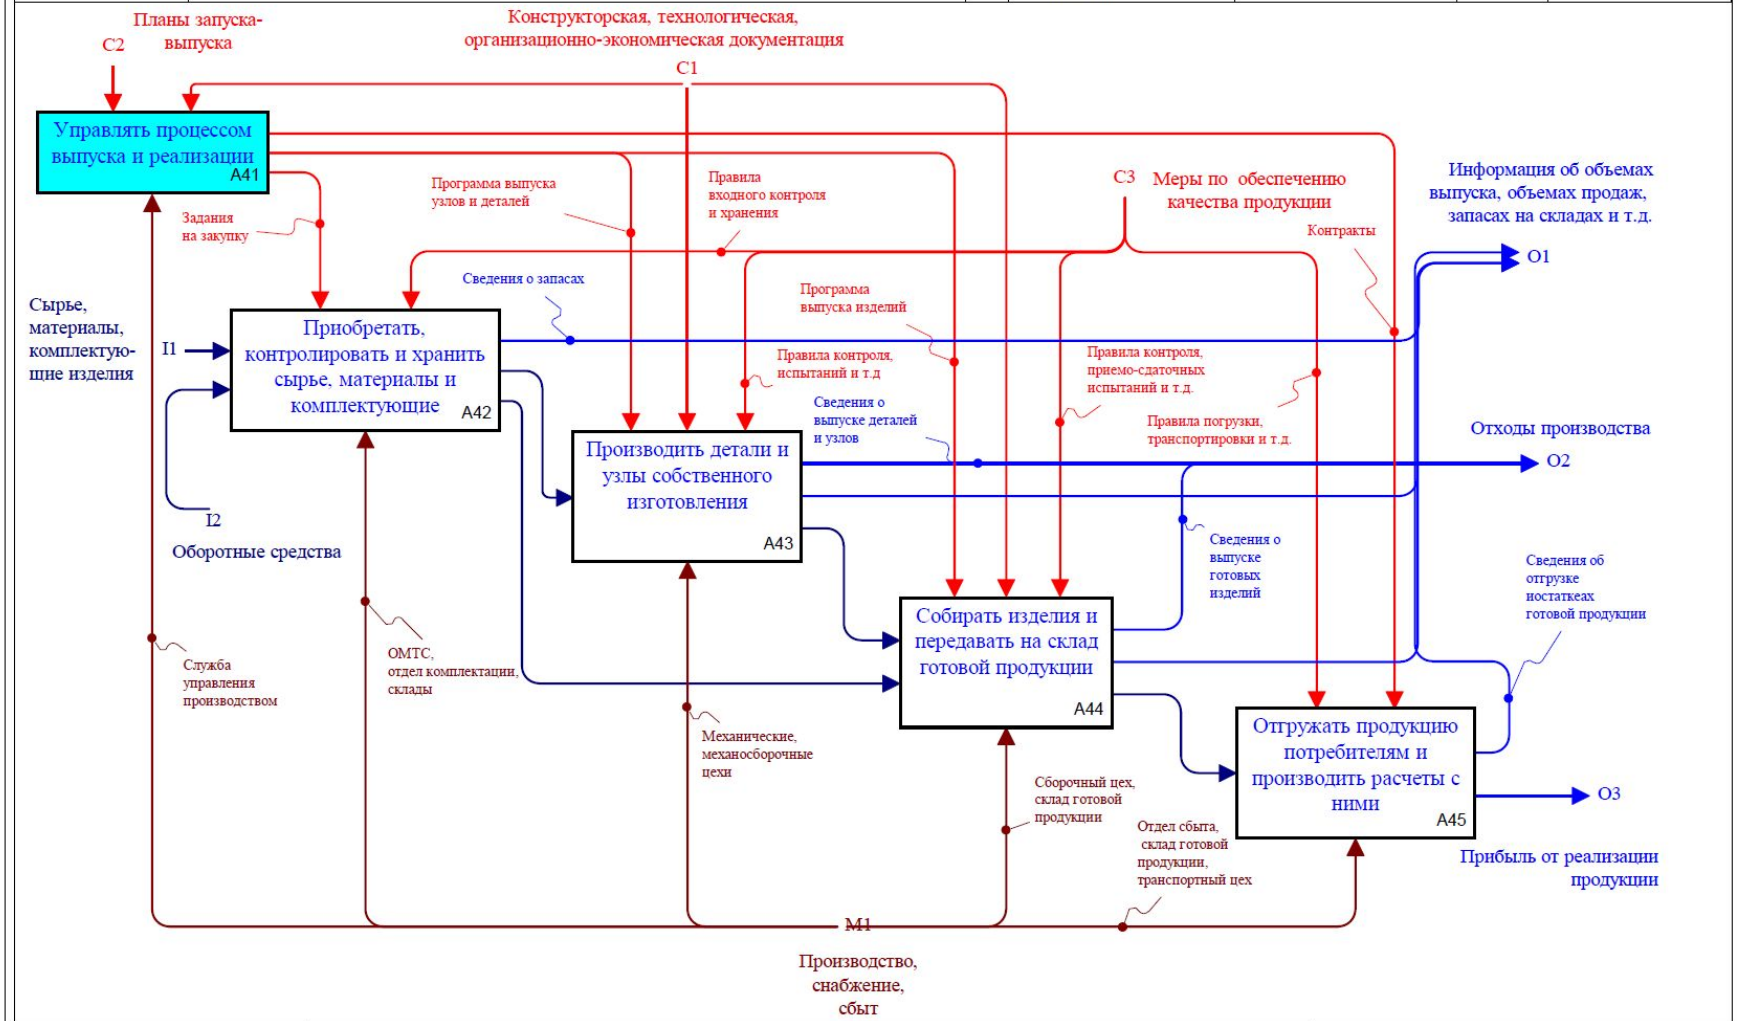 Планы запуска-
выпуска
C2
Конструкторская, технологическая,
организационно-экономическая документация
C1
Управлять процессом
выпуска и реализации
A41
Задания
на закупку
Программа выпуска
узлов и деталей
Правила
входного контроля
и хранения
C3
Меры по обеспечению
качества продукции
Контракты
Информация об объемах
выпуска, объемах продаж,
запасах на складах и т.д.
O1
Сведения о запасах
Сырье,
материалы,
комплектую-
щие изделия
I1
Приобретать,
контролировать и хранить
сырье, материалы и
комплектующие
A42
Программа
выпуска изделий
Правила контроля,
испытаний и т.д
Правила контроля,
приемо-сдаточных
испытаний и т.д.
Сведения о
выпуске деталей
и узлов
Правила погрузки,
транспортировки и т.д.
Отходы производства
O2
I2
Оборотные средства
Производить детали и
узлы собственного
изготовления
A43
Сведения о
выпуске
готовых
изделий
Сведения об
отгрузке
иостаткеах
готовой продукции
Собирать изделия и
передавать на склад
готовой продукции
A44
Служба
управления
производством
ОМТС,
отдел комплектации,
склады
Механические,
механосборочные
цехи
Сборочный цех,
склад готовой
продукции
Отгружать продукцию
потребителям и
производить расчеты с
ними
A45
O3
Отдел сбыта,
склад готовой
продукции,
транспортный цех
Прибыль от реализации
продукции
M1
Производство,
снабжение,
сбыт